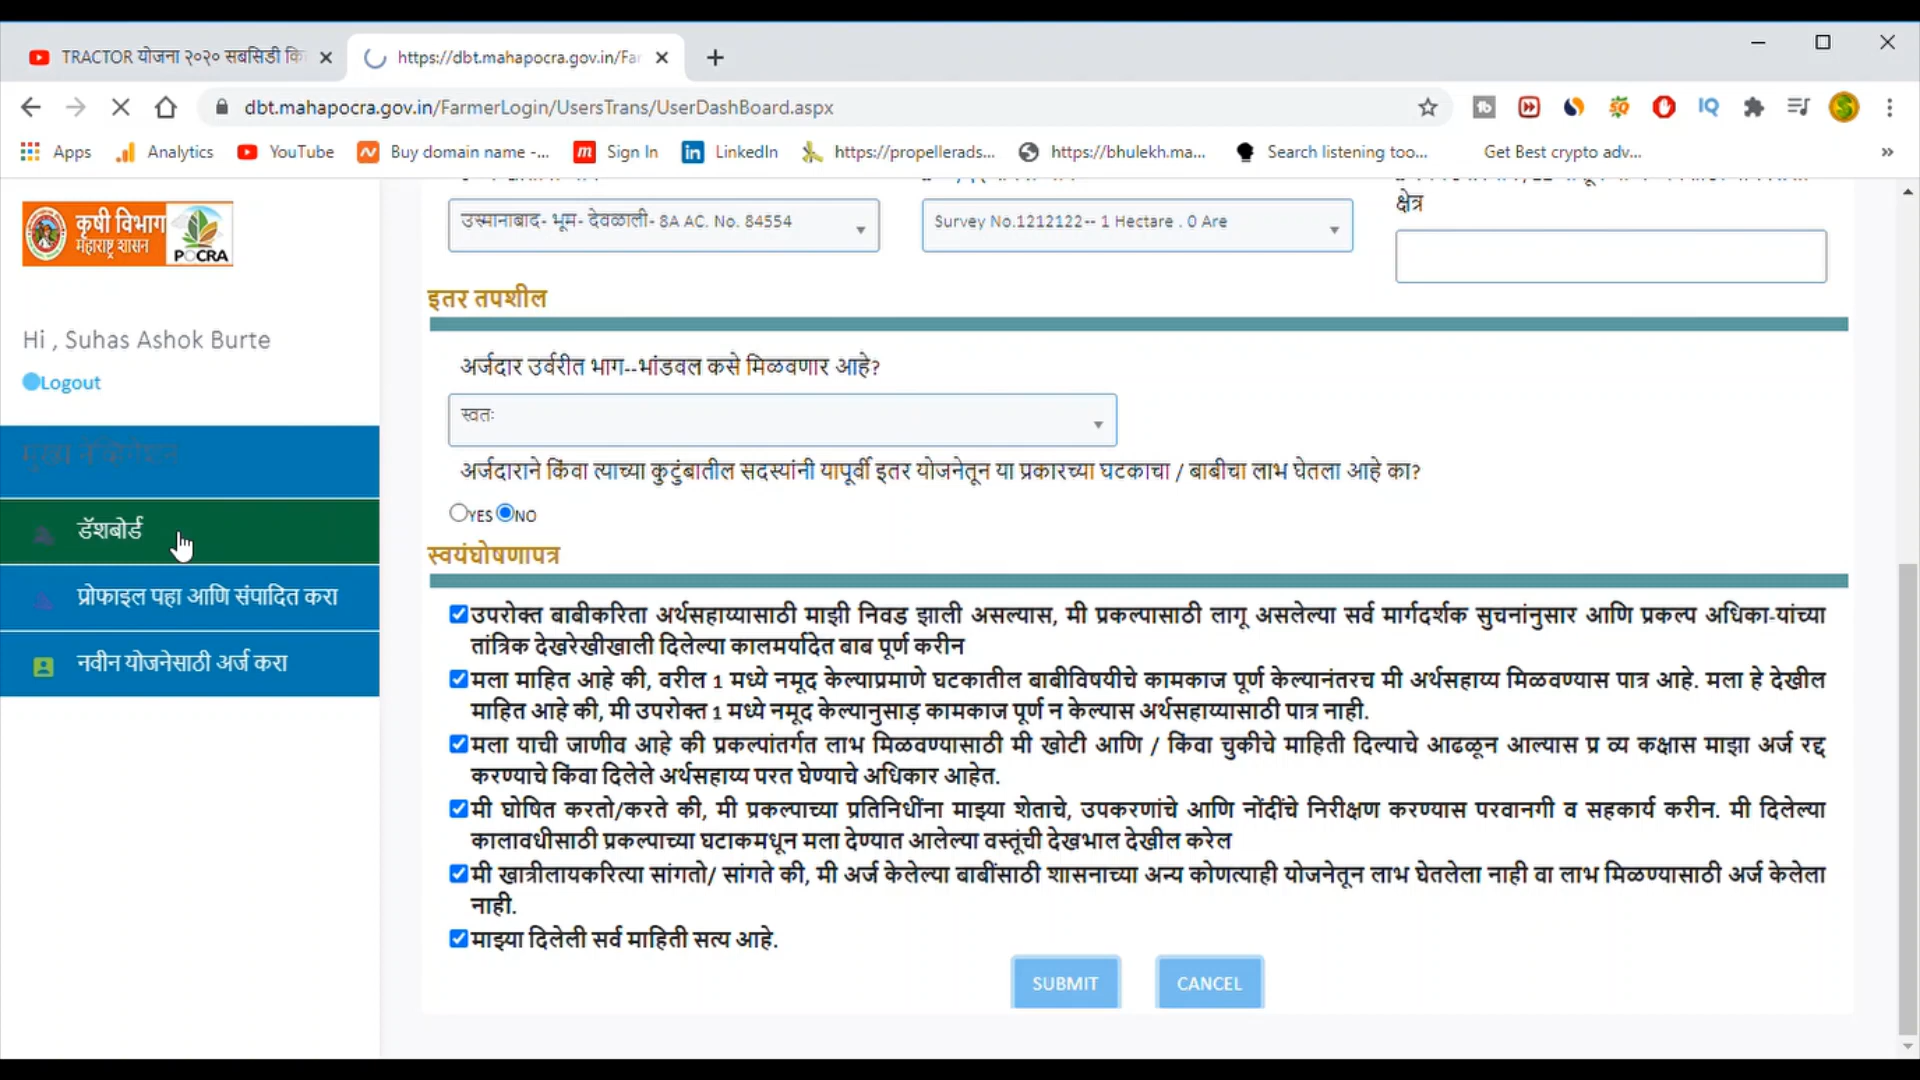 TRACTOR योजना २०२० सबसिडी कि
https://dbt.mahapocra.gov.in/Far
dbt.mahapocra.gov.in/FarmerLogin/UsersTrans/UserDashBoard.aspx
Apps Analytics YouTube Buy domain name -... Sign In LinkedIn https://propellerads... https://bhulekh.ma... Search listening too... Get Best crypto adv... »
कृषी विभाग
महाराष्ट्र शासन
POCRA
क्षेत्र
उस्मानाबाद- भूम- देवळाली- 8A AC. No. 84554
Survey No.1212122-- 1 Hectare . 0 Are
इतर तपशील
Hi , Suhas Ashok Burte
Logout
अर्जदार उर्वरीत भाग--भांडवल कसे मिळवणार आहे?
स्वतः
मुख्य नॅव्हिगेशन
डॅशबोर्ड
प्रोफाइल पहा आणि संपादित करा
नवीन योजनेसाठी अर्ज करा
अर्जदाराने किंवा त्याच्या कुटुंबातील सदस्यांनी यापूर्वी इतर योजनेतून या प्रकारच्या घटकाचा / बाबीचा लाभ घेतला आहे का?
YES NO
स्वयंघोषणापत्र
उपरोक्त बाबीकरिता अर्थसहाय्यासाठी माझी निवड झाली असल्यास, मी प्रकल्पासाठी लागू असलेल्या सर्व मार्गदर्शक सुचनांनुसार आणि प्रकल्प अधिका-यांच्या
तांत्रिक देखरेखीखाली दिलेल्या कालमर्यादेत बाब पूर्ण करीन
मला माहित आहे की, वरील 1 मध्ये नमूद केल्याप्रमाणे घटकातील बाबीविषयीचे कामकाज पूर्ण केल्यानंतरच मी अर्थसहाय्य मिळवण्यास पात्र आहे. मला हे देखील
माहित आहे की, मी उपरोक्त 1 मध्ये नमूद केल्यानुसाड़ कामकाज पूर्ण न केल्यास अर्थसहाय्यासाठी पात्र नाही.
मला याची जाणीव आहे की प्रकल्पांतर्गत लाभ मिळवण्यासाठी मी खोटी आणि / किंवा चुकीचे माहिती दिल्याचे आढळून आल्यास प्र व्य कक्षास माझा अर्ज रद्द
करण्याचे किंवा दिलेले अर्थसहाय्य परत घेण्याचे अधिकार आहेत.
मी घोषित करतो/करते की, मी प्रकल्पाच्या प्रतिनिधींना माझ्या शेताचे, उपकरणांचे आणि नोंदींचे निरीक्षण करण्यास परवानगी व सहकार्य करीन. मी दिलेल्या
कालावधीसाठी प्रकल्पाच्या घटाकमधून मला देण्यात आलेल्या वस्तूंची देखभाल देखील करेल
मी खात्रीलायकरित्या सांगतो/ सांगते की, मी अर्ज केलेल्या बाबींसाठी शासनाच्या अन्य कोणत्याही योजनेतून लाभ घेतलेला नाही वा लाभ मिळण्यासाठी अर्ज केलेला
नाही.
माझ्या दिलेली सर्व माहिती सत्य आहे.
SUBMIT CANCEL